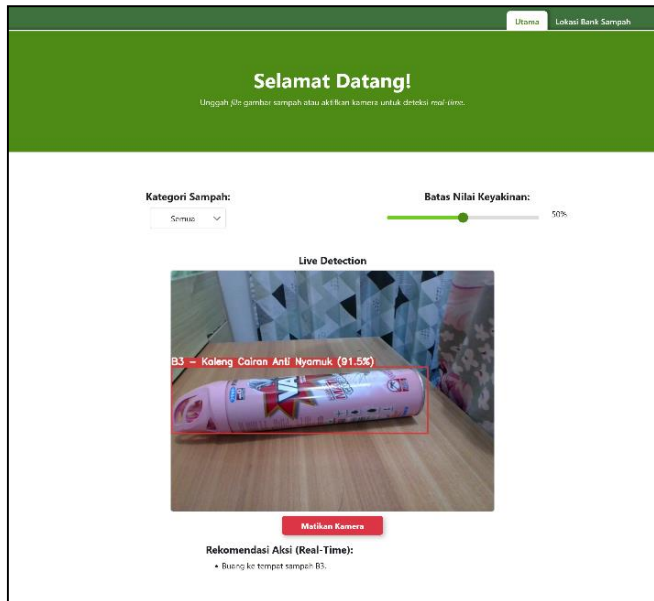 Utama Lokasi Bank Sampah
Selamat Datang!
Unggah file gambar sampah atau aktifkan kamera untuk deteksi real-time.
Kategori Sampah: Batas Nilai Keyakinan:
Semua 50%
Live Detection
B3 – Kaleng Cairan Anti Nyamuk (91.5%)
VA
Matikan Kamera
Rekomendasi Aksi (Real-Time):
• Buang ke tempat sampah B3.